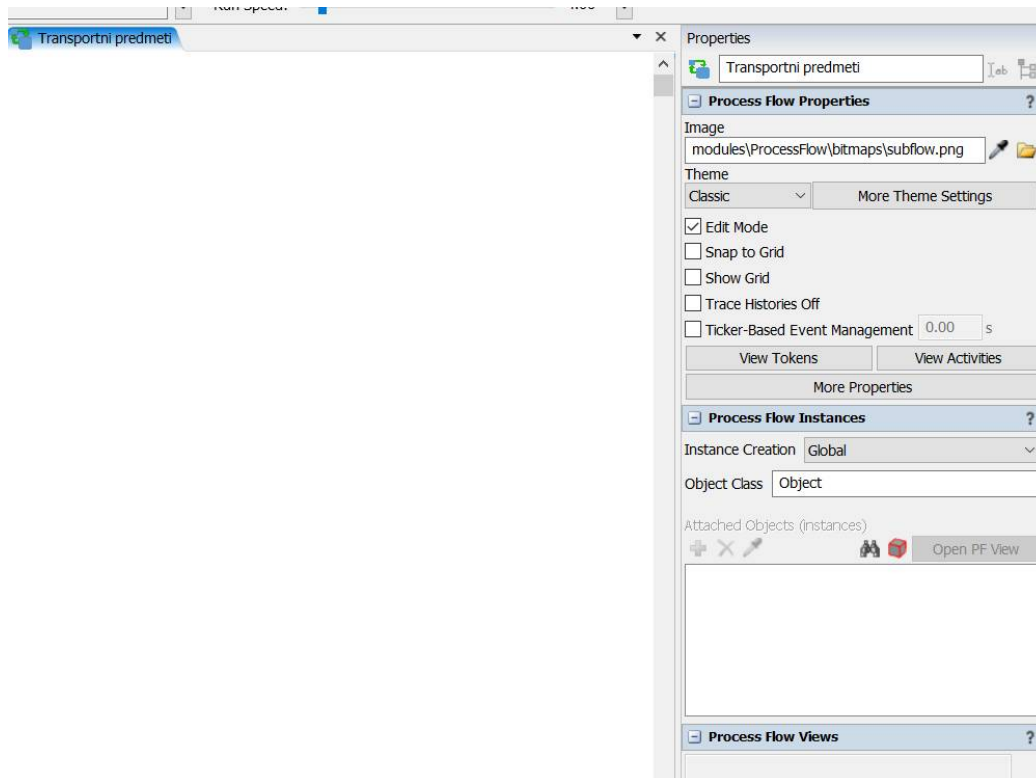 Run Speed:
Transportni predmeti
Properties
Transportni predmeti
Process Flow Properties
?
Image
modules\ProcessFlow\bitmaps\subflow.png
Theme
Classic
More Theme Settings
Edit Mode
Snap to Grid
Show Grid
Trace Histories Off
Ticker-Based Event Management 0.00 s
View Tokens View Activities
More Properties
Process Flow Instances ?
Instance Creation Global
Object Class Object
Attached Objects (instances)
Open PF View
Process Flow Views ?